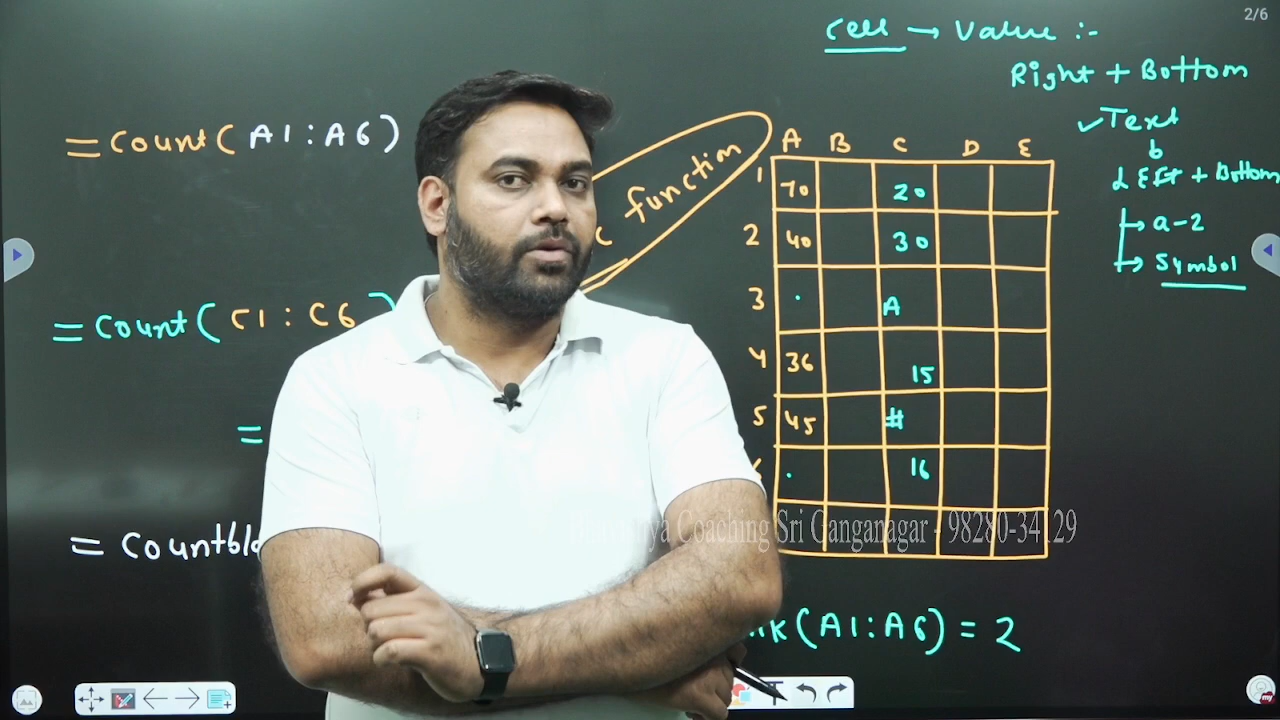 2/6
Cell → Value :-
Right + Bottom
✓ Text
LEFT + Bottom
→ a-2
→ Symbol
= Count( A1 : A6 )
function
A B C D E
1 70 20
2 40 30
3 . A
4 36 15
5 45 #
6 . 16
= Count( C1 : C6 )
=
= Countbl
Coaching Sri Ganganagar - 98280-34129
(A1:A6) = 2